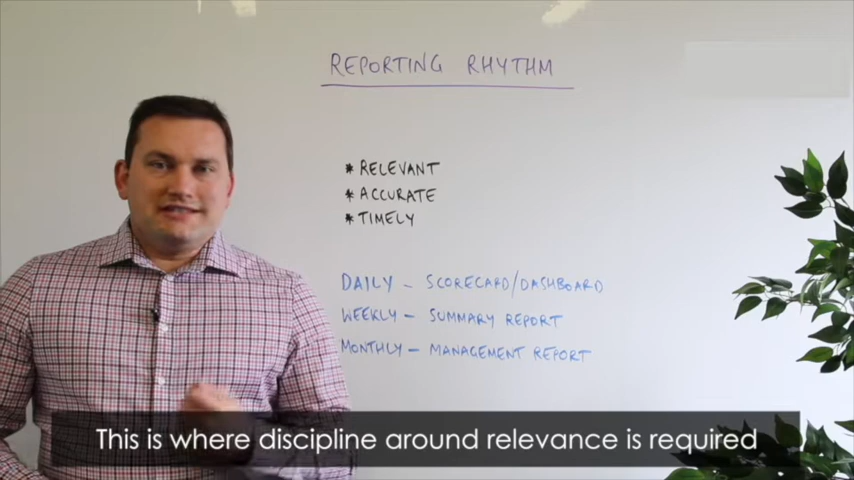 REPORTING RHYTHM
* RELEVANT
* ACCURATE
* TIMELY
DAILY - SCORECARD/DASHBOARD
WEEKLY - SUMMARY REPORT
MONTHLY - MANAGEMENT REPORT
This is where discipline around relevance is required